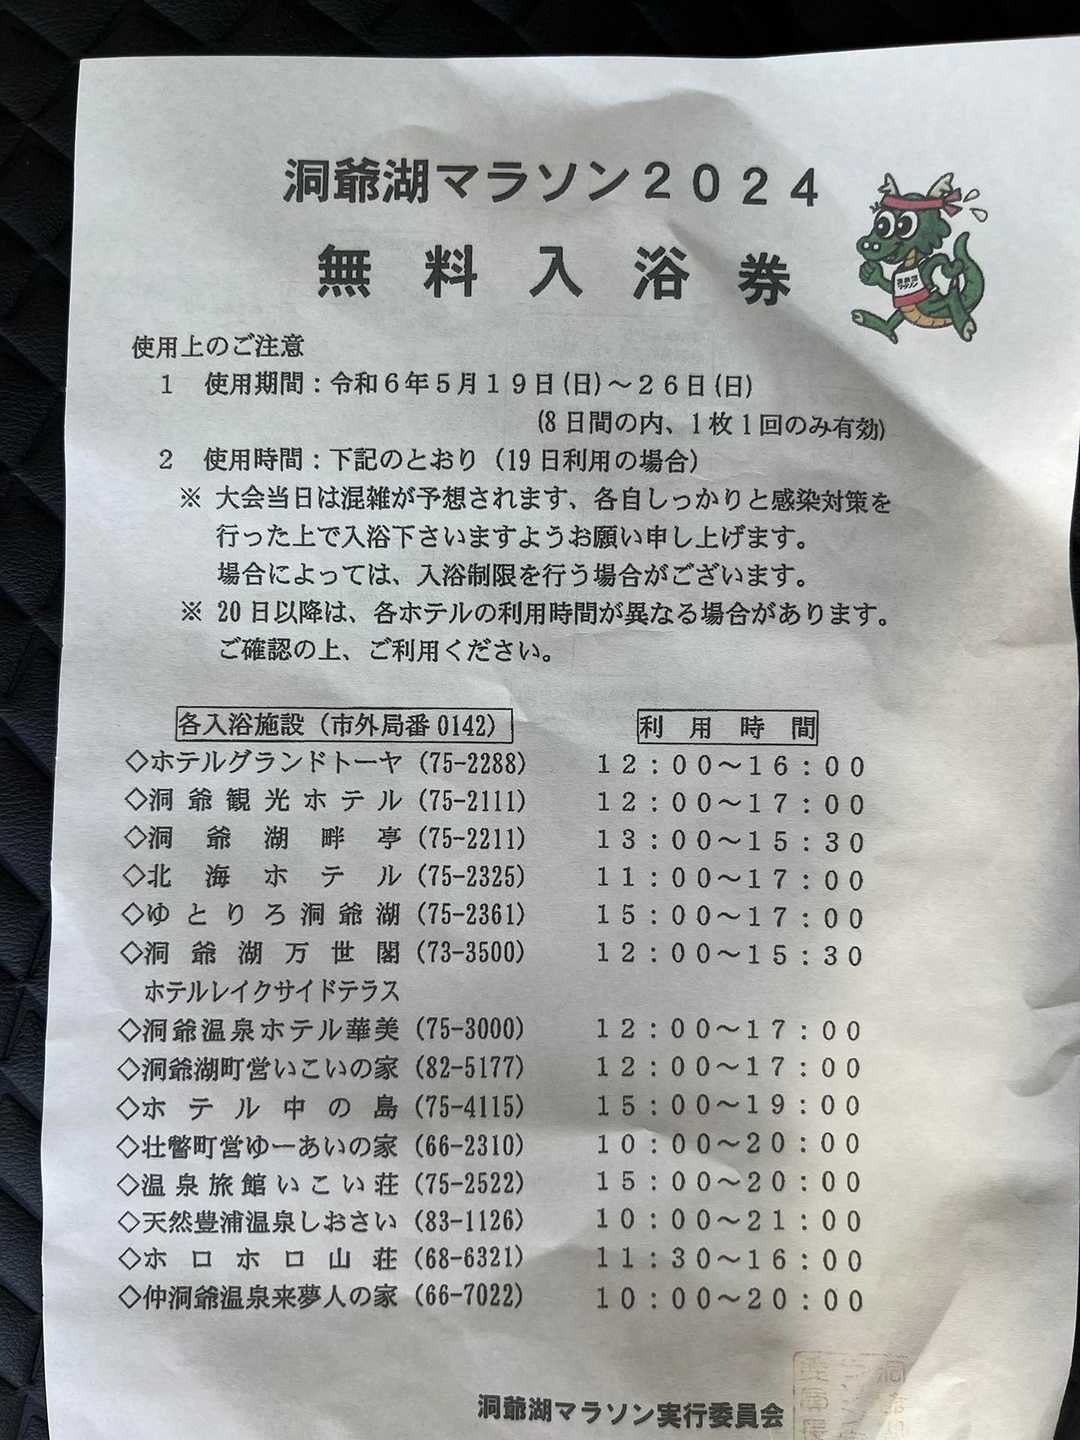 洞爺湖マラソン2024
無料入浴券
使用上のご注意
1 使用期間：令和6年5月19日(日)～26日(日)
(8日間の内、1枚1回のみ有効)
2 使用時間：下記のとおり（19日利用の場合）
※ 大会当日は混雑が予想されます、各自しっかりと感染対策を
行った上で入浴下さいますようお願い申し上げます。
場合によっては、入浴制限を行う場合がございます。
※ 20日以降は、各ホテルの利用時間が異なる場合があります。
ご確認の上、ご利用ください。
各入浴施設（市外局番0142） 利用時間
◇ホテルグランドトーヤ (75-2288) 12：00～16：00
◇洞爺観光ホテル (75-2111) 12：00～17：00
◇洞爺湖畔亭 (75-2211) 13：00～15：30
◇北海ホテル (75-2325) 11：00～17：00
◇ゆとりろ洞爺湖 (75-2361) 15：00～17：00
◇洞爺湖万世閣 (73-3500) 12：00～15：30
ホテルレイクサイドテラス
◇洞爺温泉ホテル華美 (75-3000) 12：00～17：00
◇洞爺湖町営いこいの家 (82-5177) 12：00～17：00
◇ホテル中の島 (75-4115) 15：00～19：00
◇壮瞥町営ゆーあいの家 (66-2310) 10：00～20：00
◇温泉旅館いこい荘 (75-2522) 15：00～20：00
◇天然豊浦温泉しおさい (83-1126) 10：00～21：00
◇ホロホロ山荘 (68-6321) 11：30～16：00
◇仲洞爺温泉来夢人の家 (66-7022) 10：00～20：00
洞爺湖マラソン実行委員会